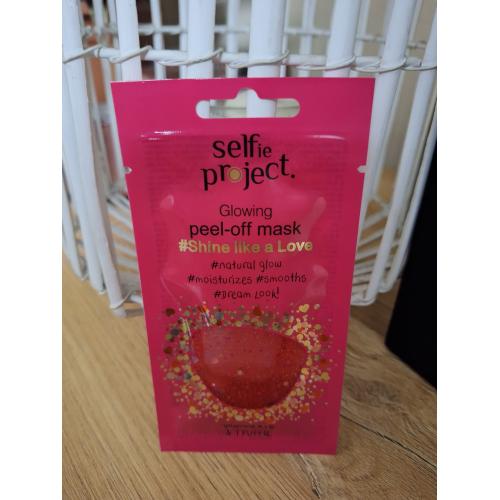 selfie
project.
Glowing
peel-off mask
#Shine like a Love
#natural glow
#moisturizes #smooths
#Dream Look!